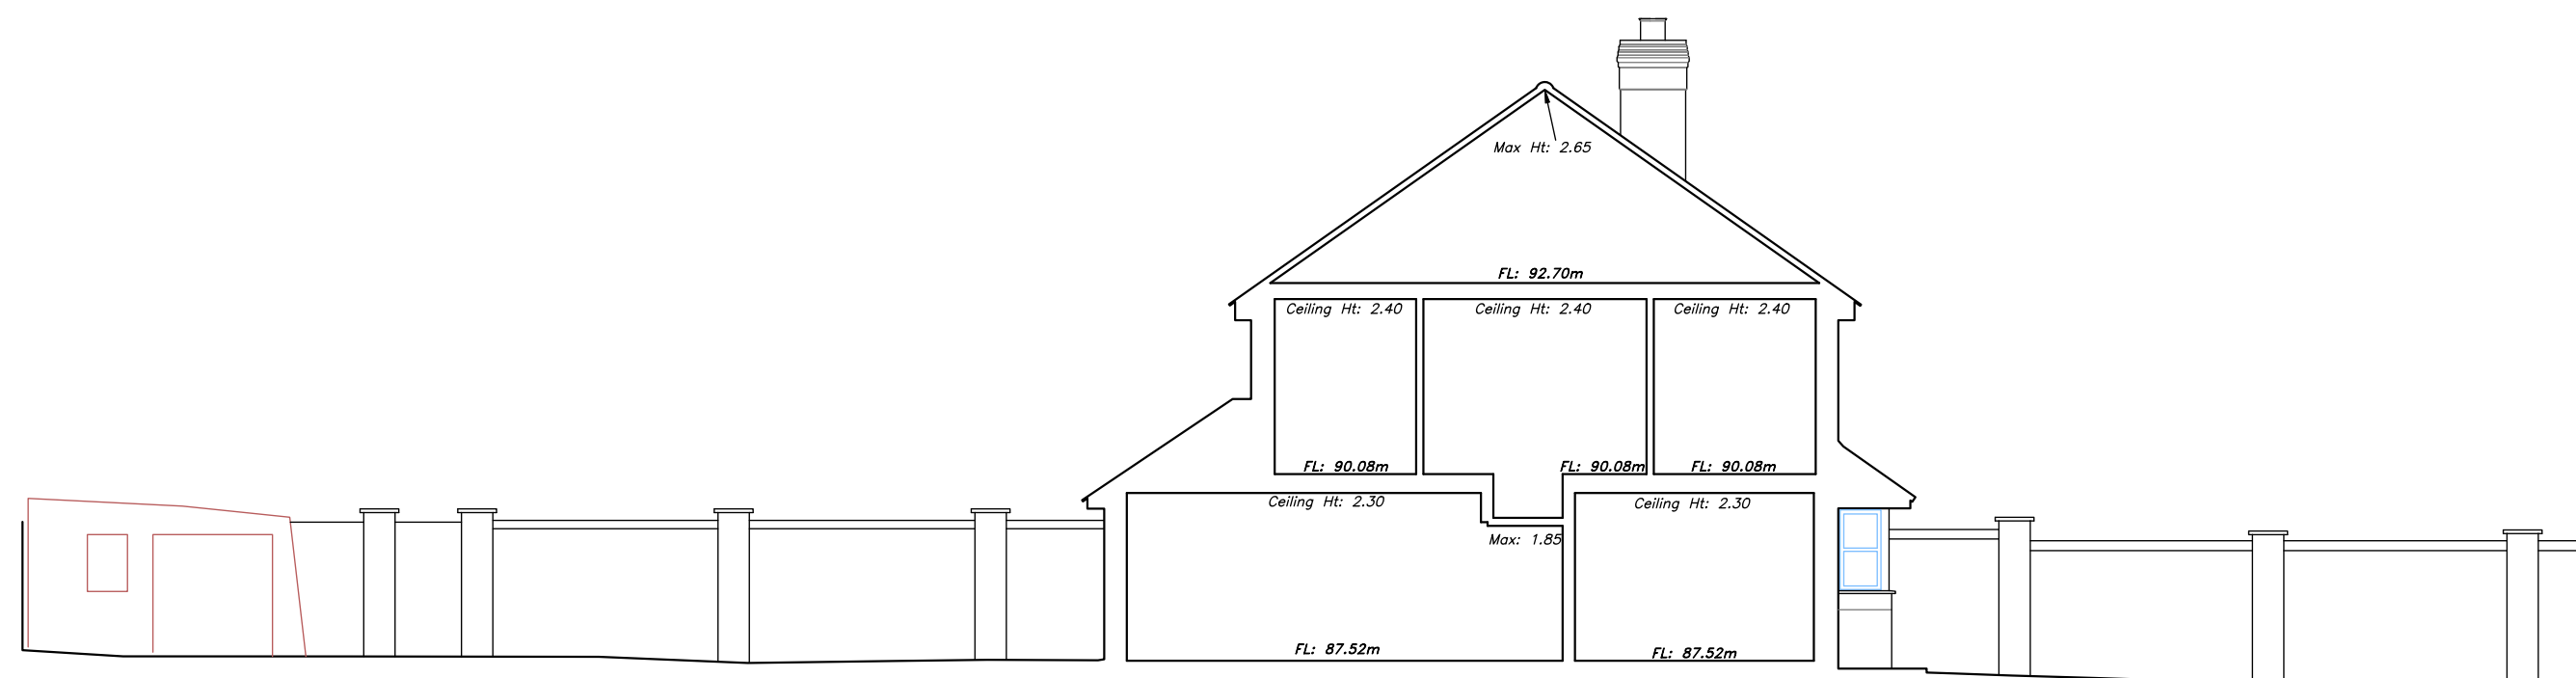 Max Ht: 2.65
FL: 92.70m
Ceiling Ht: 2.40
Ceiling Ht: 2.40
Ceiling Ht: 2.40
FL: 90.08m
FL: 90.08m
FL: 90.08m
Ceiling Ht: 2.30
Ceiling Ht: 2.30
Max: 1.85
FL: 87.52m
FL: 87.52m